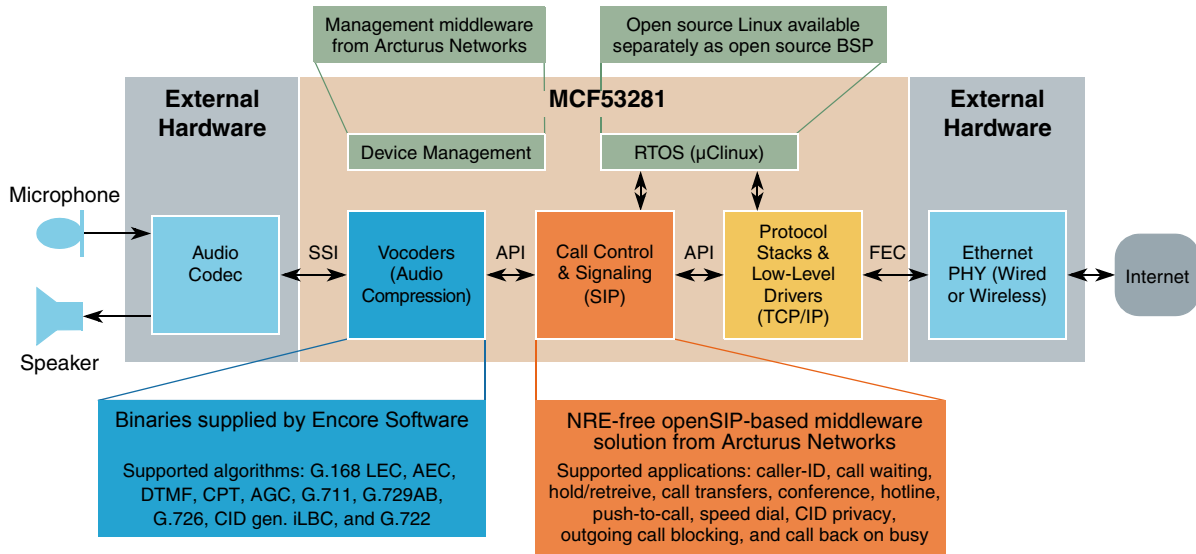 Management middleware
from Arcturus Networks
Open source Linux available
separately as open source BSP
External
Hardware
MCF53281
External
Hardware
Device Management
RTOS (µClinux)
Microphone
Speaker
Audio
Codec
SSI
Vocoders
(Audio
Compression)
API
Call Control
& Signaling
(SIP)
API
Protocol
Stacks &
Low-Level
Drivers
(TCP/IP)
FEC
Ethernet
PHY (Wired
or Wireless)
Internet
Binaries supplied by Encore Software
Supported algorithms: G.168 LEC, AEC,
DTMF, CPT, AGC, G.711, G.729AB,
G.726, CID gen. iLBC, and G.722
NRE-free openSIP-based middleware
solution from Arcturus Networks
Supported applications: caller-ID, call waiting,
hold/retreive, call transfers, conference, hotline,
push-to-call, speed dial, CID privacy,
outgoing call blocking, and call back on busy